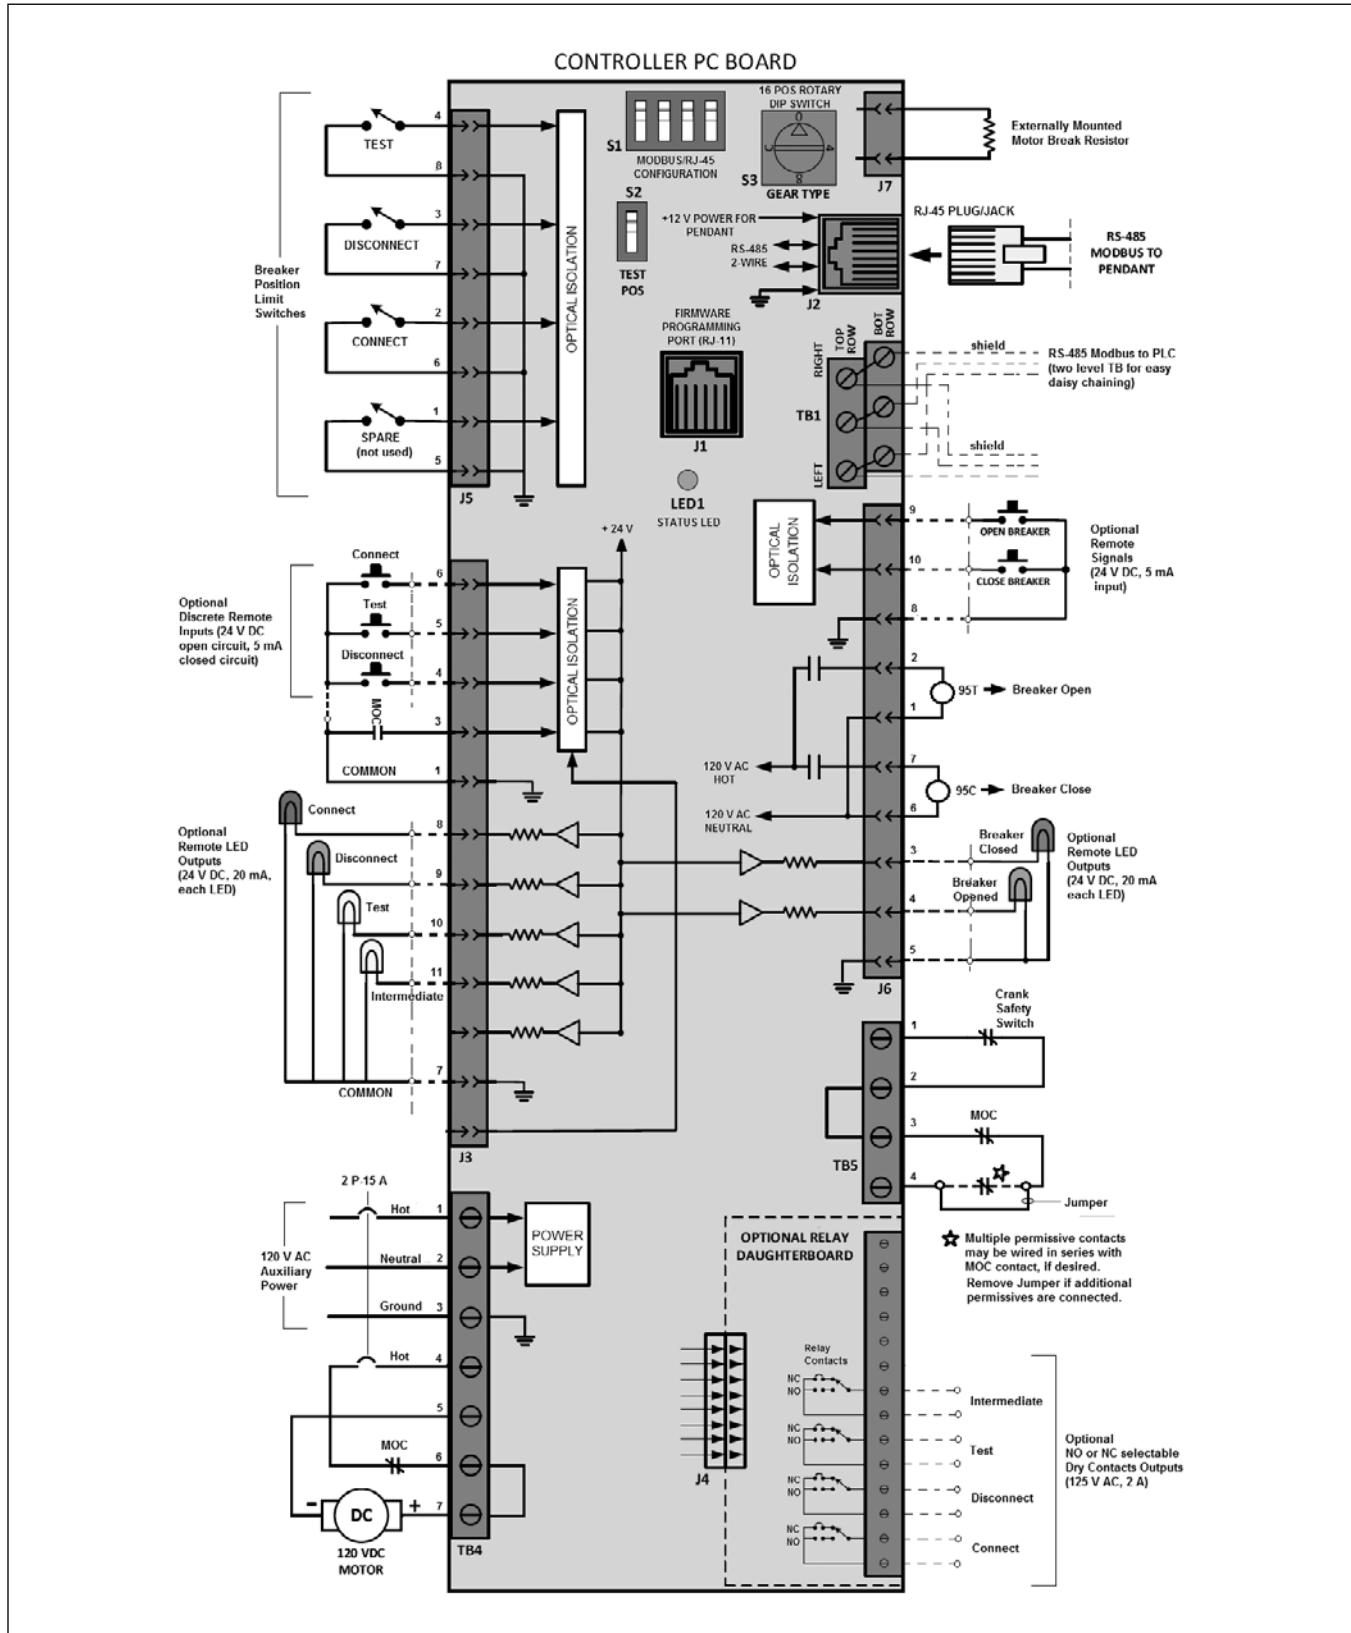 CONTROLLER PC BOARD
4
TEST
8
3
DISCONNECT
7
2
CONNECT
6
1
SPARE
(not used)
5
J5
Breaker
Position
Limit
Switches
OPTICAL ISOLATION
S1
MODBUS/RJ-45
CONFIGURATION
S2
TEST
POS
16 POS ROTARY
DIP SWITCH
0
4
8
C
S3
GEAR TYPE
J7
Externally Mounted
Motor Break Resistor
+12 V POWER FOR
PENDANT
RS-485
2-WIRE
J2
RJ-45 PLUG/JACK
RS-485
MODBUS TO
PENDANT
FIRMWARE
PROGRAMMING
PORT (RJ-11)
J1
LED1
STATUS LED
RIGHT
TOP
ROW
BOT
ROW
TB1
LEFT
shield
shield
RS-485 Modbus to PLC
(two level TB for easy
daisy chaining)
+ 24 V
OPTICAL
ISOLATION
9
OPEN BREAKER
10
CLOSE BREAKER
8
Optional
Remote
Signals
(24 V DC, 5 mA
input)
Optional
Discrete Remote
Inputs (24 V DC
open circuit, 5 mA
closed circuit)
Connect
6
Test
5
Disconnect
4
MOC
3
COMMON
1
OPTICAL ISOLATION
2
95T
Breaker Open
1
120 V AC
HOT
7
95C
Breaker Close
120 V AC
NEUTRAL
6
Optional
Remote LED
Outputs
(24 V DC, 20 mA,
each LED)
Connect
8
Disconnect
9
Test
10
11
Intermediate
7
COMMON
J3
Breaker
Closed
3
Breaker
Opened
4
5
J6
Optional
Remote LED
Outputs
(24 V DC, 20 mA
each LED)
Crank
Safety
Switch
1
2
3
MOC
4
TB5
Jumper
Multiple permissive contacts
may be wired in series with
MOC contact, if desired.
Remove Jumper if additional
permissives are connected.
2 P-15 A
120 V AC
Auxiliary
Power
Hot
1
Neutral
2
Ground
3
Hot
4
5
MOC
6
7
-
DC
+
120 VDC
MOTOR
TB4
POWER
SUPPLY
OPTIONAL RELAY
DAUGHTERBOARD
J4
Relay
Contacts
NC
NO
Intermediate
NC
NO
Test
NC
NO
Disconnect
NC
NO
Connect
Optional
NO or NC selectable
Dry Contacts Outputs
(125 V AC, 2 A)